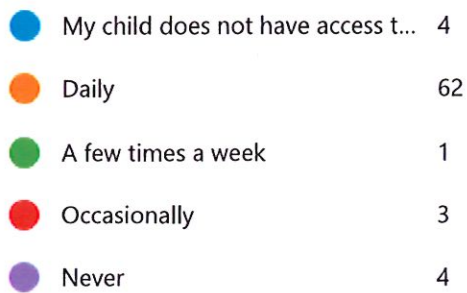 My child does not have access t... 4
Daily 62
A few times a week 1
Occasionally 3
Never 4